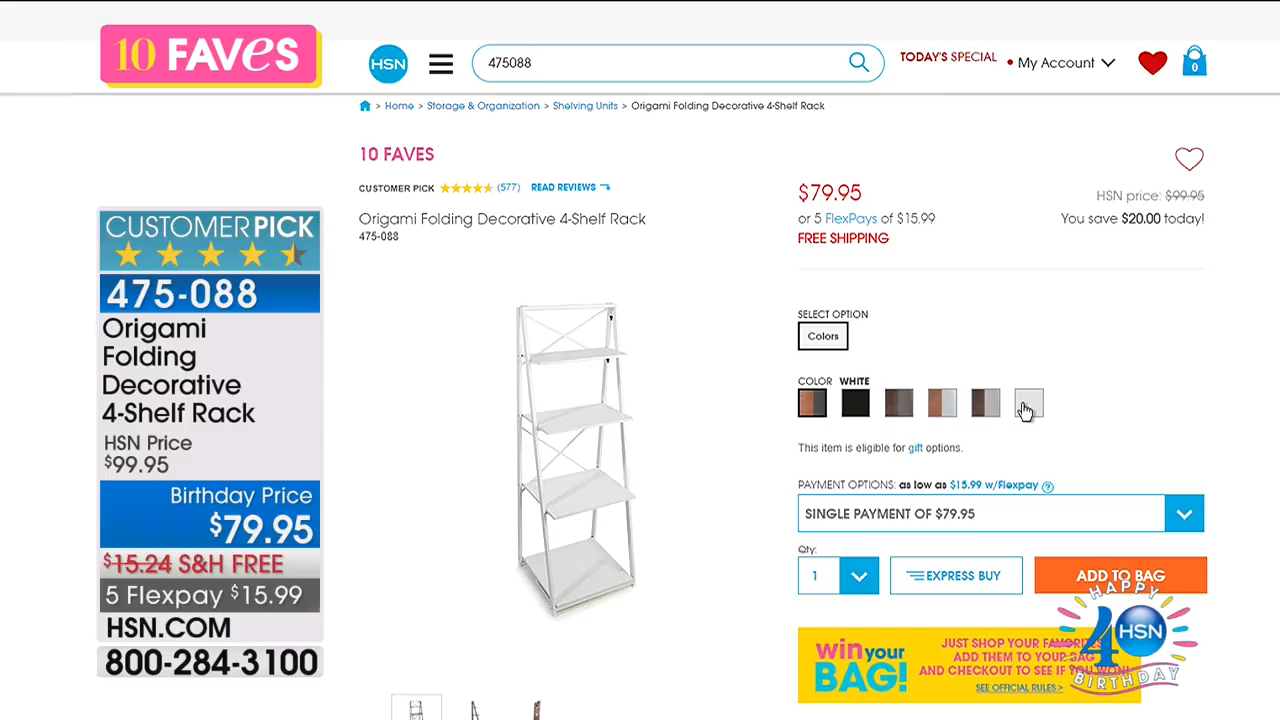 10 FAVES
HSN
475088
TODAY'S SPECIAL
• My Account
0
> Home > Storage & Organization > Shelving Units > Origami Folding Decorative 4-Shelf Rack
10 FAVES
CUSTOMER PICK (577) READ REVIEWS
Origami Folding Decorative 4-Shelf Rack
475-088
$79.95
HSN price: $99.95
or 5 FlexPays of $15.99
You save $20.00 today!
FREE SHIPPING
SELECT OPTION
Colors
COLOR WHITE
This item is eligible for gift options.
PAYMENT OPTIONS: as low as $15.99 w/Flexpay ?
SINGLE PAYMENT OF $79.95
Qty:
1
EXPRESS BUY
ADD TO BAG
win your BAG!
JUST SHOP YOUR FAVORITES
ADD THEM TO YOUR BAG
AND CHECKOUT TO SEE IF YOU WON!
SEE OFFICIAL RULES >
HAPPY
40 HSN
BIRTHDAY
CUSTOMER PICK
475-088
Origami
Folding
Decorative
4-Shelf Rack
HSN Price
$99.95
Birthday Price
$79.95
$15.24 S&H FREE
5 Flexpay $15.99
HSN.COM
800-284-3100